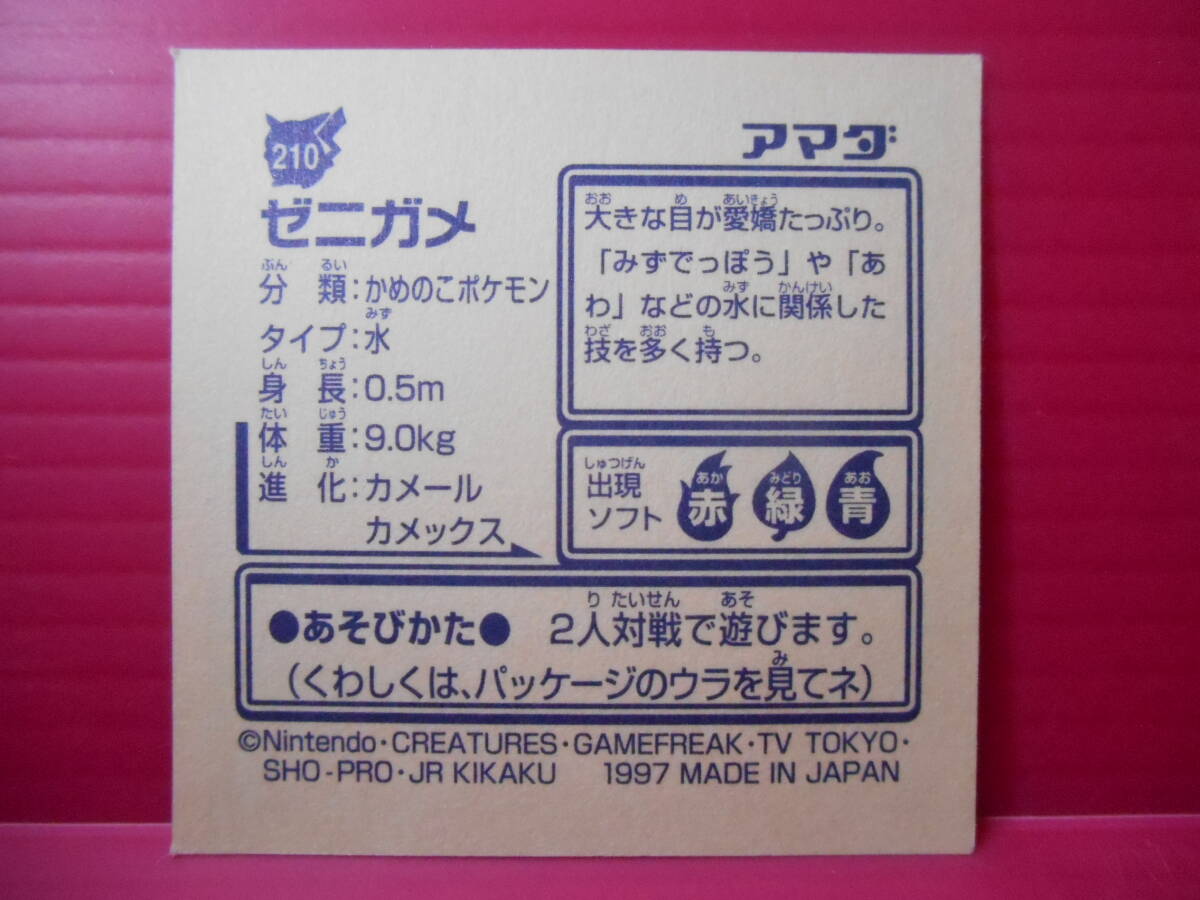 210
アマダ
ゼニガメ
分類:かめのこポケモン
タイプ:水
身長:0.5m
体重:9.0kg
進化:カメール
カメックス
大きな目が愛嬌たっぷり。
「みずでっぽう」や「あ
わ」などの水に関係した
技を多く持つ。
出現
ソフト
赤 緑 青
●あそびかた● 2人対戦で遊びます。
(くわしくは、パッケージのウラを見てネ)
©Nintendo・CREATURES・GAMEFREAK・TV TOKYO・
SHO-PRO・JR KIKAKU 1997 MADE IN JAPAN